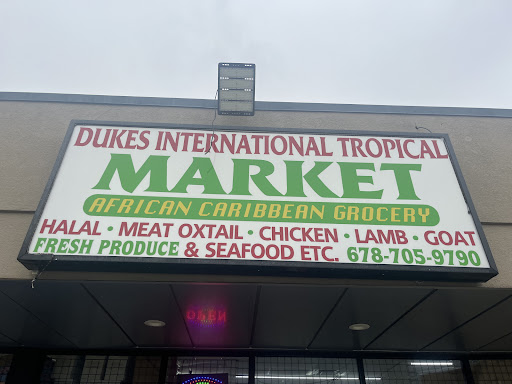 DUKES INTERNATIONAL TROPICAL
MARKET
AFRICAN CARIBBEAN GROCERY
HALAL • MEAT OXTAIL • CHICKEN • LAMB • GOAT
FRESH PRODUCE & SEAFOOD ETC. 678-705-9790
OPEN